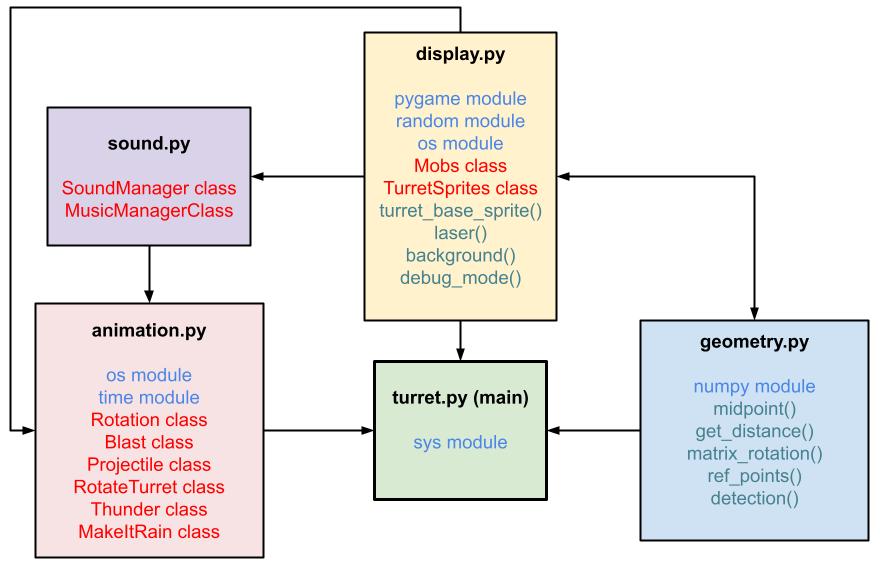 display.py
pygame module
random module
os module
Mobs class
TurretSprites class
turret_base_sprite()
laser()
background()
debug_mode()
sound.py
SoundManager class
MusicManagerClass
animation.py
os module
time module
Rotation class
Blast class
Projectile class
RotateTurret class
Thunder class
MakeItRain class
turret.py (main)
sys module
geometry.py
numpy module
midpoint()
get_distance()
matrix_rotation()
ref_points()
detection()